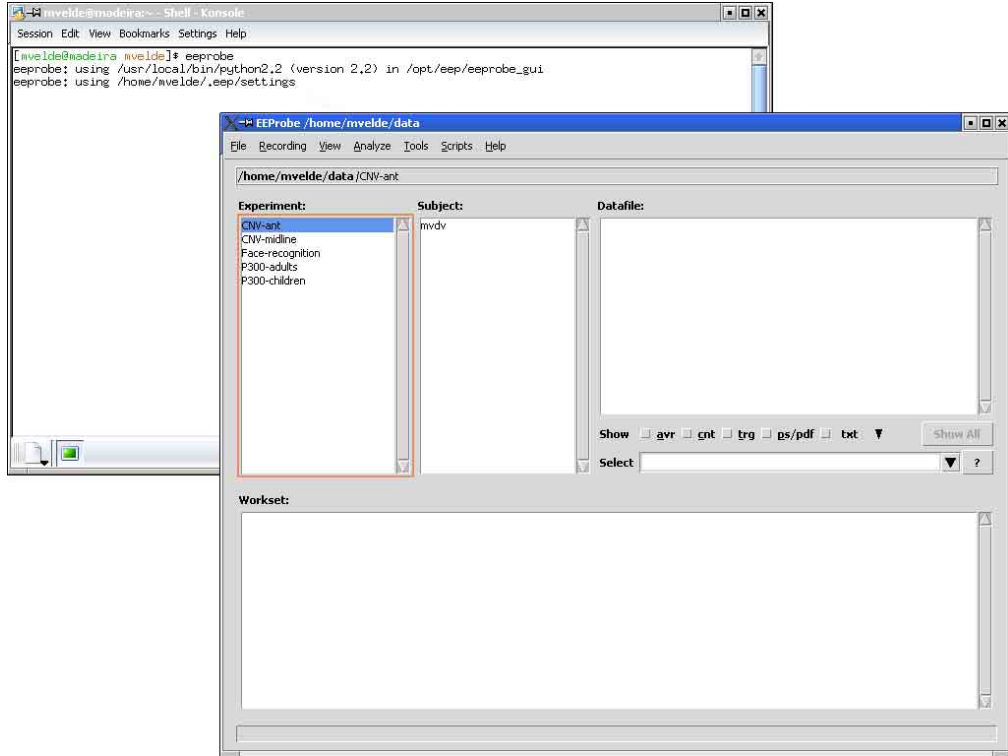 mvelde@madeira:~ - Shell - Konsole
Session Edit View Bookmarks Settings Help
[mvelde@madeira mvelde]$ eeprobe
eeprobe: using /usr/local/bin/python2.2 (version 2.2) in /opt/eep/eeprobe_gui
eeprobe: using /home/mvelde/.eep/settings
EEProbe /home/mvelde/data
File Recording View Analyze Tools Scripts Help
/home/mvelde/data /CNV-ant
Experiment: Subject: Datafile:
CNV-ant mvdv
CNV-midline
Face-recognition
P300-adults
P300-children
Show avr cnt trg ps/pdf txt Show All
Select ?
Workset: